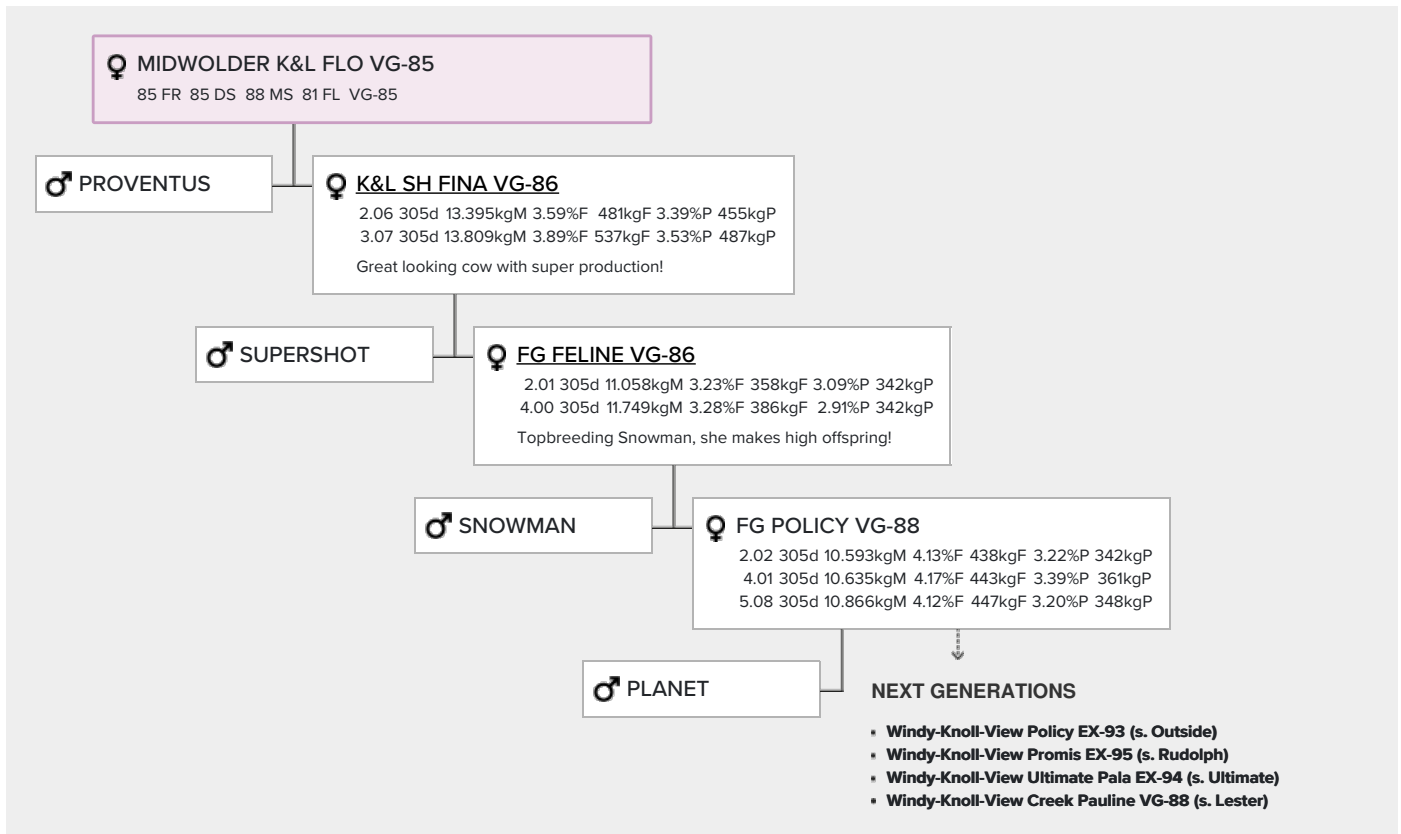 MIDWOLDER K&L FLO VG-85
85 FR 85 DS 88 MS 81 FL VG-85
PROVENTUS
K&L SH FINA VG-86
2.06 305d 13.395kgM 3.59%F 481kgF 3.39%P 455kgP
3.07 305d 13.809kgM 3.89%F 537kgF 3.53%P 487kgP
Great looking cow with super production!
SUPERSHOT
FG FELINE VG-86
2.01 305d 11.058kgM 3.23%F 358kgF 3.09%P 342kgP
4.00 305d 11.749kgM 3.28%F 386kgF 2.91%P 342kgP
Topbreeding Snowman, she makes high offspring!
SNOWMAN
FG POLICY VG-88
2.02 305d 10.593kgM 4.13%F 438kgF 3.22%P 342kgP
4.01 305d 10.635kgM 4.17%F 443kgF 3.39%P 361kgP
5.08 305d 10.866kgM 4.12%F 447kgF 3.20%P 348kgP
PLANET
NEXT GENERATIONS
Windy-Knoll-View Policy EX-93 (s. Outside)
Windy-Knoll-View Promis EX-95 (s. Rudolph)
Windy-Knoll-View Ultimate Pala EX-94 (s. Ultimate)
Windy-Knoll-View Creek Pauline VG-88 (s. Lester)